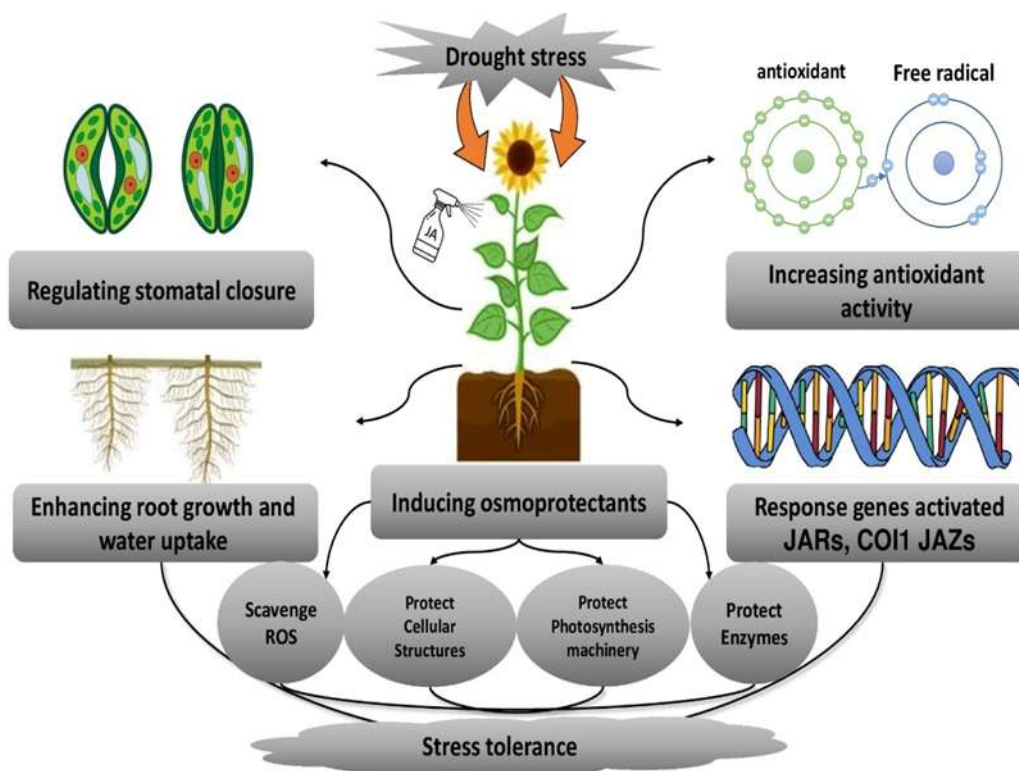 Drought stress
antioxidant
Free radical
JA
Regulating stomatal closure
Increasing antioxidant
activity
Enhancing root growth and
water uptake
Inducing osmoprotectants
Response genes activated
JARs, COI1 JAZs
Scavenge
ROS
Protect
Cellular
Structures
Protect
Photosynthesis
machinery
Protect
Enzymes
Stress tolerance